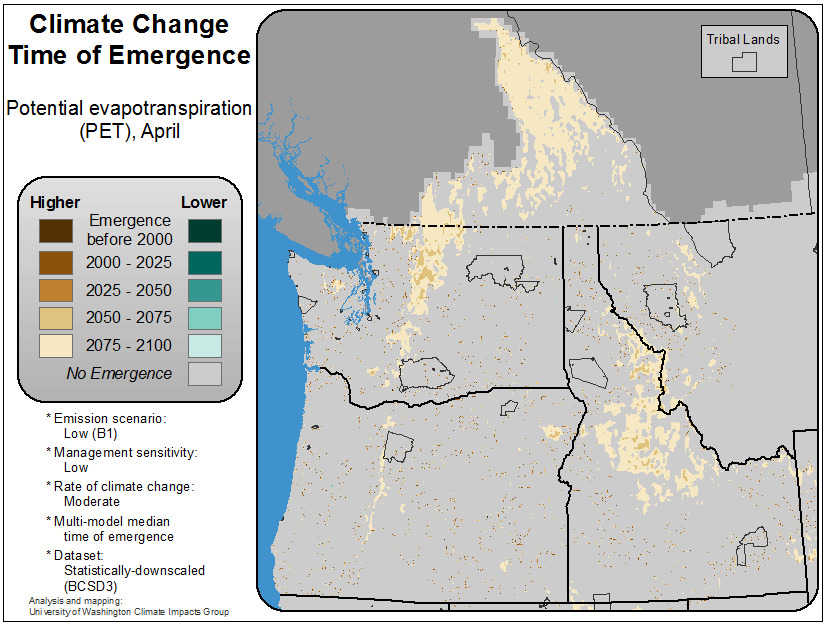 Climate Change
Time of Emergence
Potential evapotranspiration
(PET), April
Higher
Lower
Emergence
before 2000
2000 - 2025
2025 - 2050
2050 - 2075
2075 - 2100
No Emergence
* Emission scenario:
Low (B1)
* Management sensitivity:
Low
* Rate of climate change:
Moderate
* Multi-model median
time of emergence
* Dataset:
Statistically-downscaled
(BCSD3)
Analysis and mapping:
University of Washington Climate Impacts Group
Tribal Lands